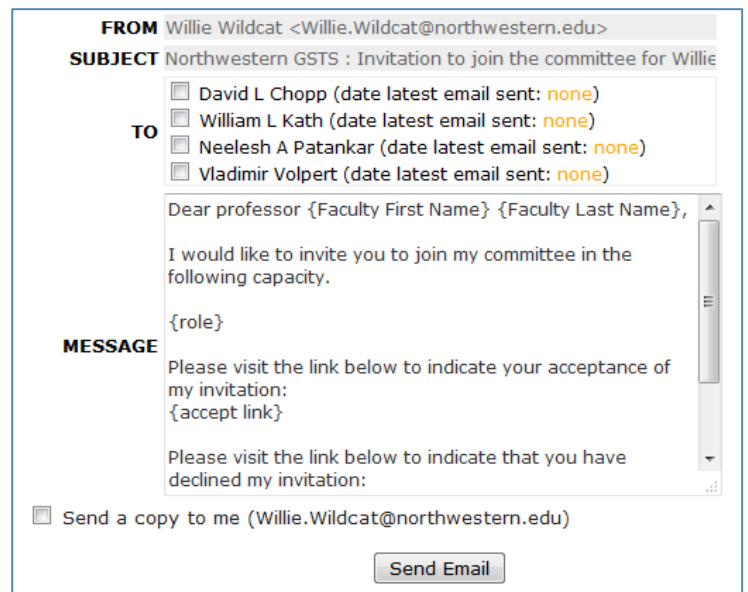 FROM Willie Wildcat <Willie.Wildcat@northwestern.edu>
SUBJECT Northwestern GSTS : Invitation to join the committee for Willie
TO
David L Chopp (date latest email sent: none)
William L Kath (date latest email sent: none)
Neelesh A Patankar (date latest email sent: none)
Vladimir Volpert (date latest email sent: none)
MESSAGE
Dear professor {Faculty First Name} {Faculty Last Name},
I would like to invite you to join my committee in the
following capacity.
{role}
Please visit the link below to indicate your acceptance of
my invitation:
{accept link}
Please visit the link below to indicate that you have
declined my invitation:
Send a copy to me (Willie.Wildcat@northwestern.edu)
Send Email